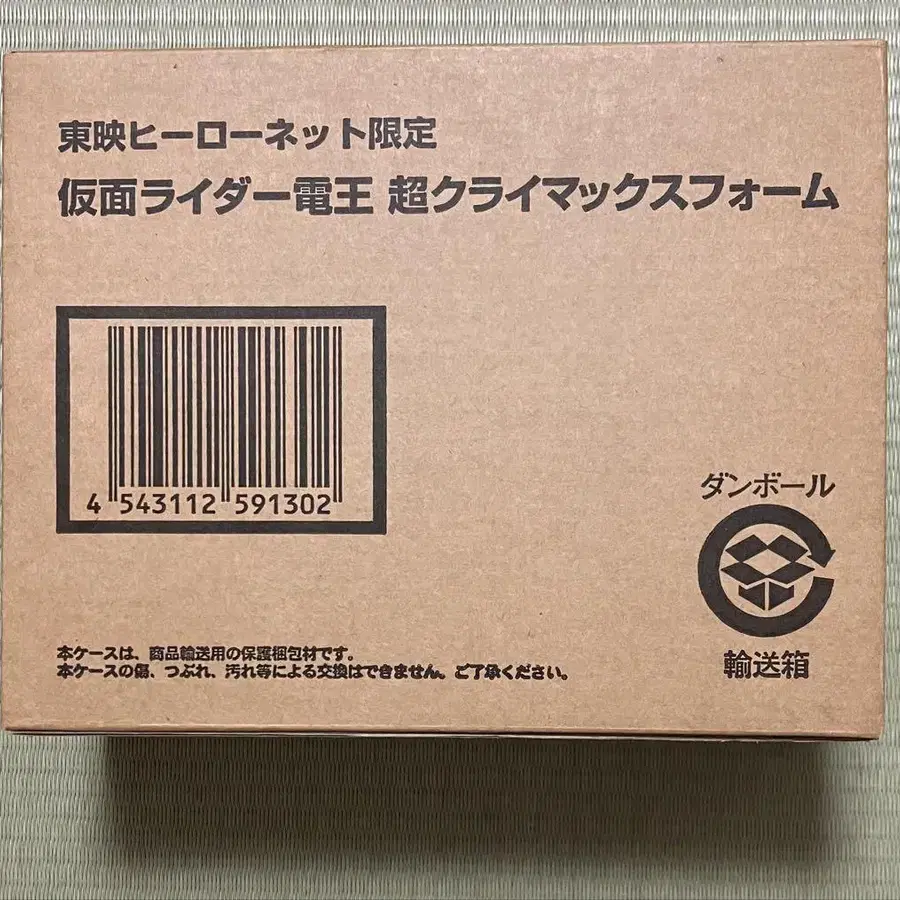 東映ヒーローネット限定
仮面ライダー電王 超クライマックスフォーム
4 543112 591302
ダンボール
輸送箱
本ケースは、商品輸送用の保護梱包材です。
本ケースの傷、つぶれ、汚れ等による交換はできません。ご了承ください。